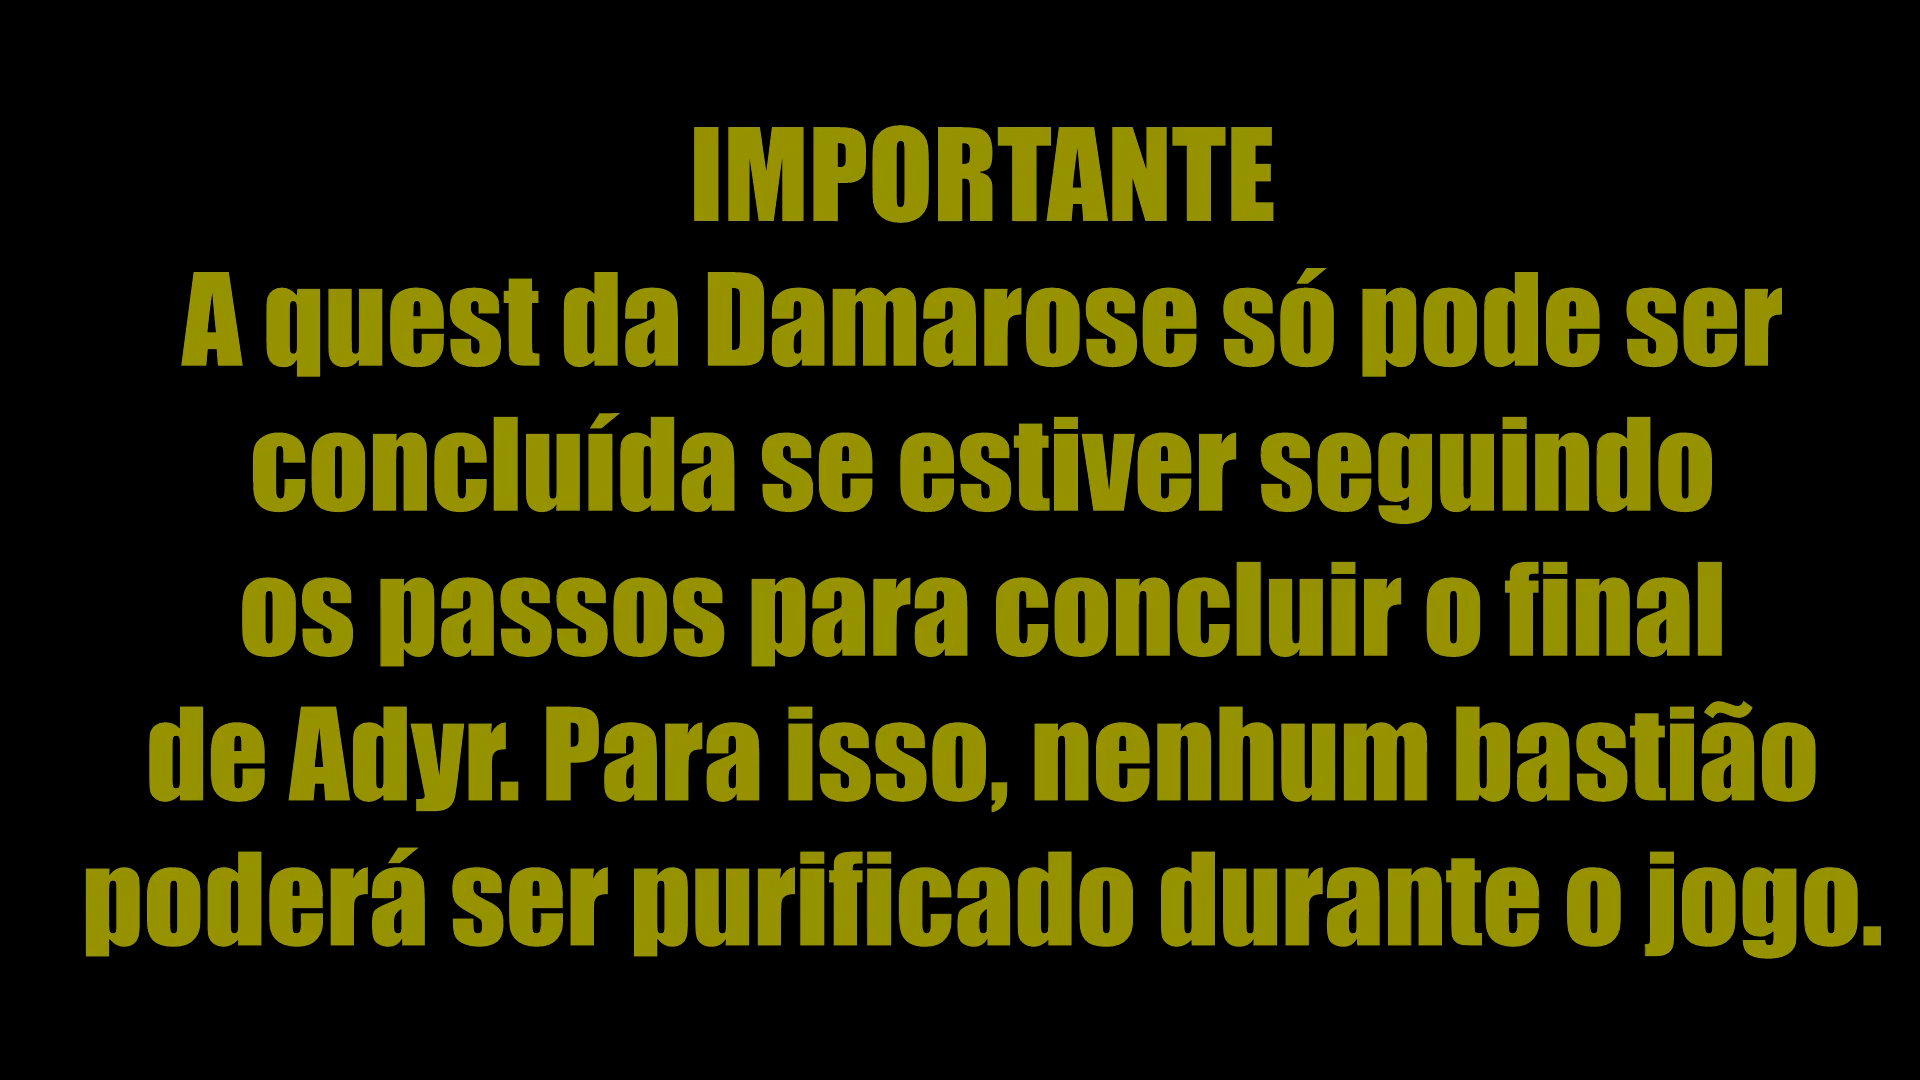 IMPORTANTE
A quest da Damarose só pode ser
concluída se estiver seguindo
os passos para concluir o final
de Adyr. Para isso, nenhum bastião
poderá ser purificado durante o jogo.